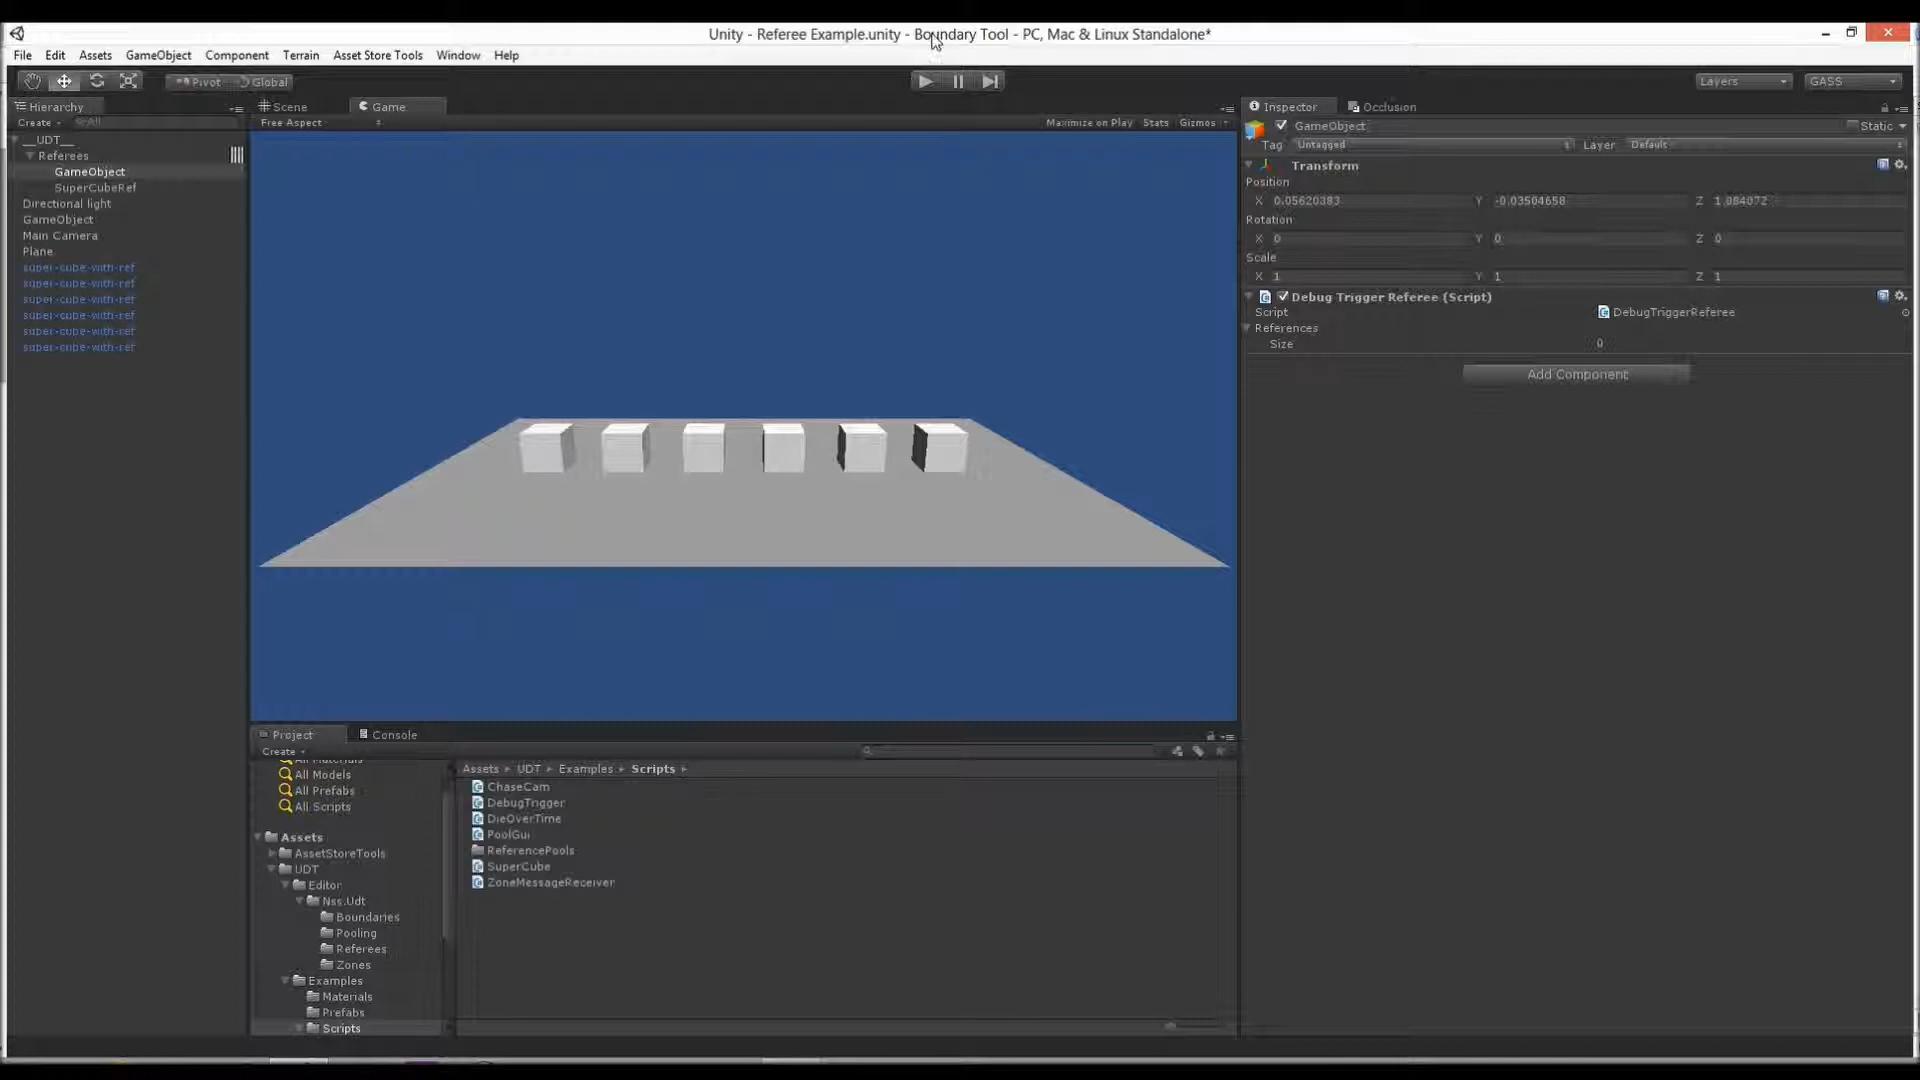 Unity - Referee Example.unity - Boundary Tool - PC, Mac & Linux Standalone*
File Edit Assets GameObject Component Terrain Asset Store Tools Window Help
Pivot Global Layers GASS
Hierarchy
Create All
__UDT__
Referees
GameObject
SuperCubeRef
Directional light
GameObject
Main Camera
Plane
super-cube-with-ref
super-cube-with-ref
super-cube-with-ref
super-cube-with-ref
super-cube-with-ref
super-cube-with-ref
Scene Game
Free Aspect Maximize on Play Stats Gizmos
Inspector Occlusion
GameObject Static
Tag Untagged Layer Default
Transform
Position
X 0.05620383 Y -0.03504658 Z 1.084072
Rotation
X 0 Y 0 Z 0
Scale
X 1 Y 1 Z 1
Debug Trigger Referee (Script)
Script DebugTriggerReferee
References
Size 0
Add Component
Project Console
Create
All Materials
All Models
All Prefabs
All Scripts
Assets
AssetStoreTools
UDT
Editor
Nss.Udt
Boundaries
Pooling
Referees
Zones
Examples
Materials
Prefabs
Scripts
Assets UDT Examples Scripts
ChaseCam
DebugTrigger
DieOverTime
PoolGui
ReferencePools
SuperCube
ZoneMessageReceiver